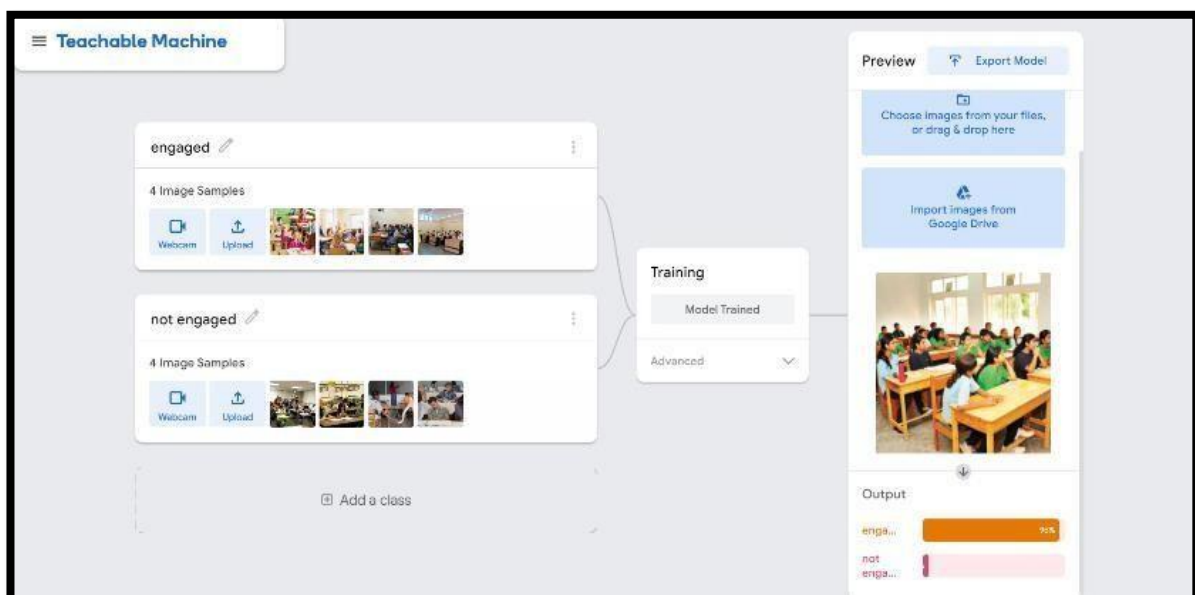 Teachable Machine
engaged
4 Image Samples
Webcam
Upload
not engaged
4 Image Samples
Webcam
Upload
Add a class
Training
Model Trained
Advanced
Preview
Export Model
Choose images from your files,
or drag & drop here
Import images from
Google Drive
Output
enga...
96%
not
enga...